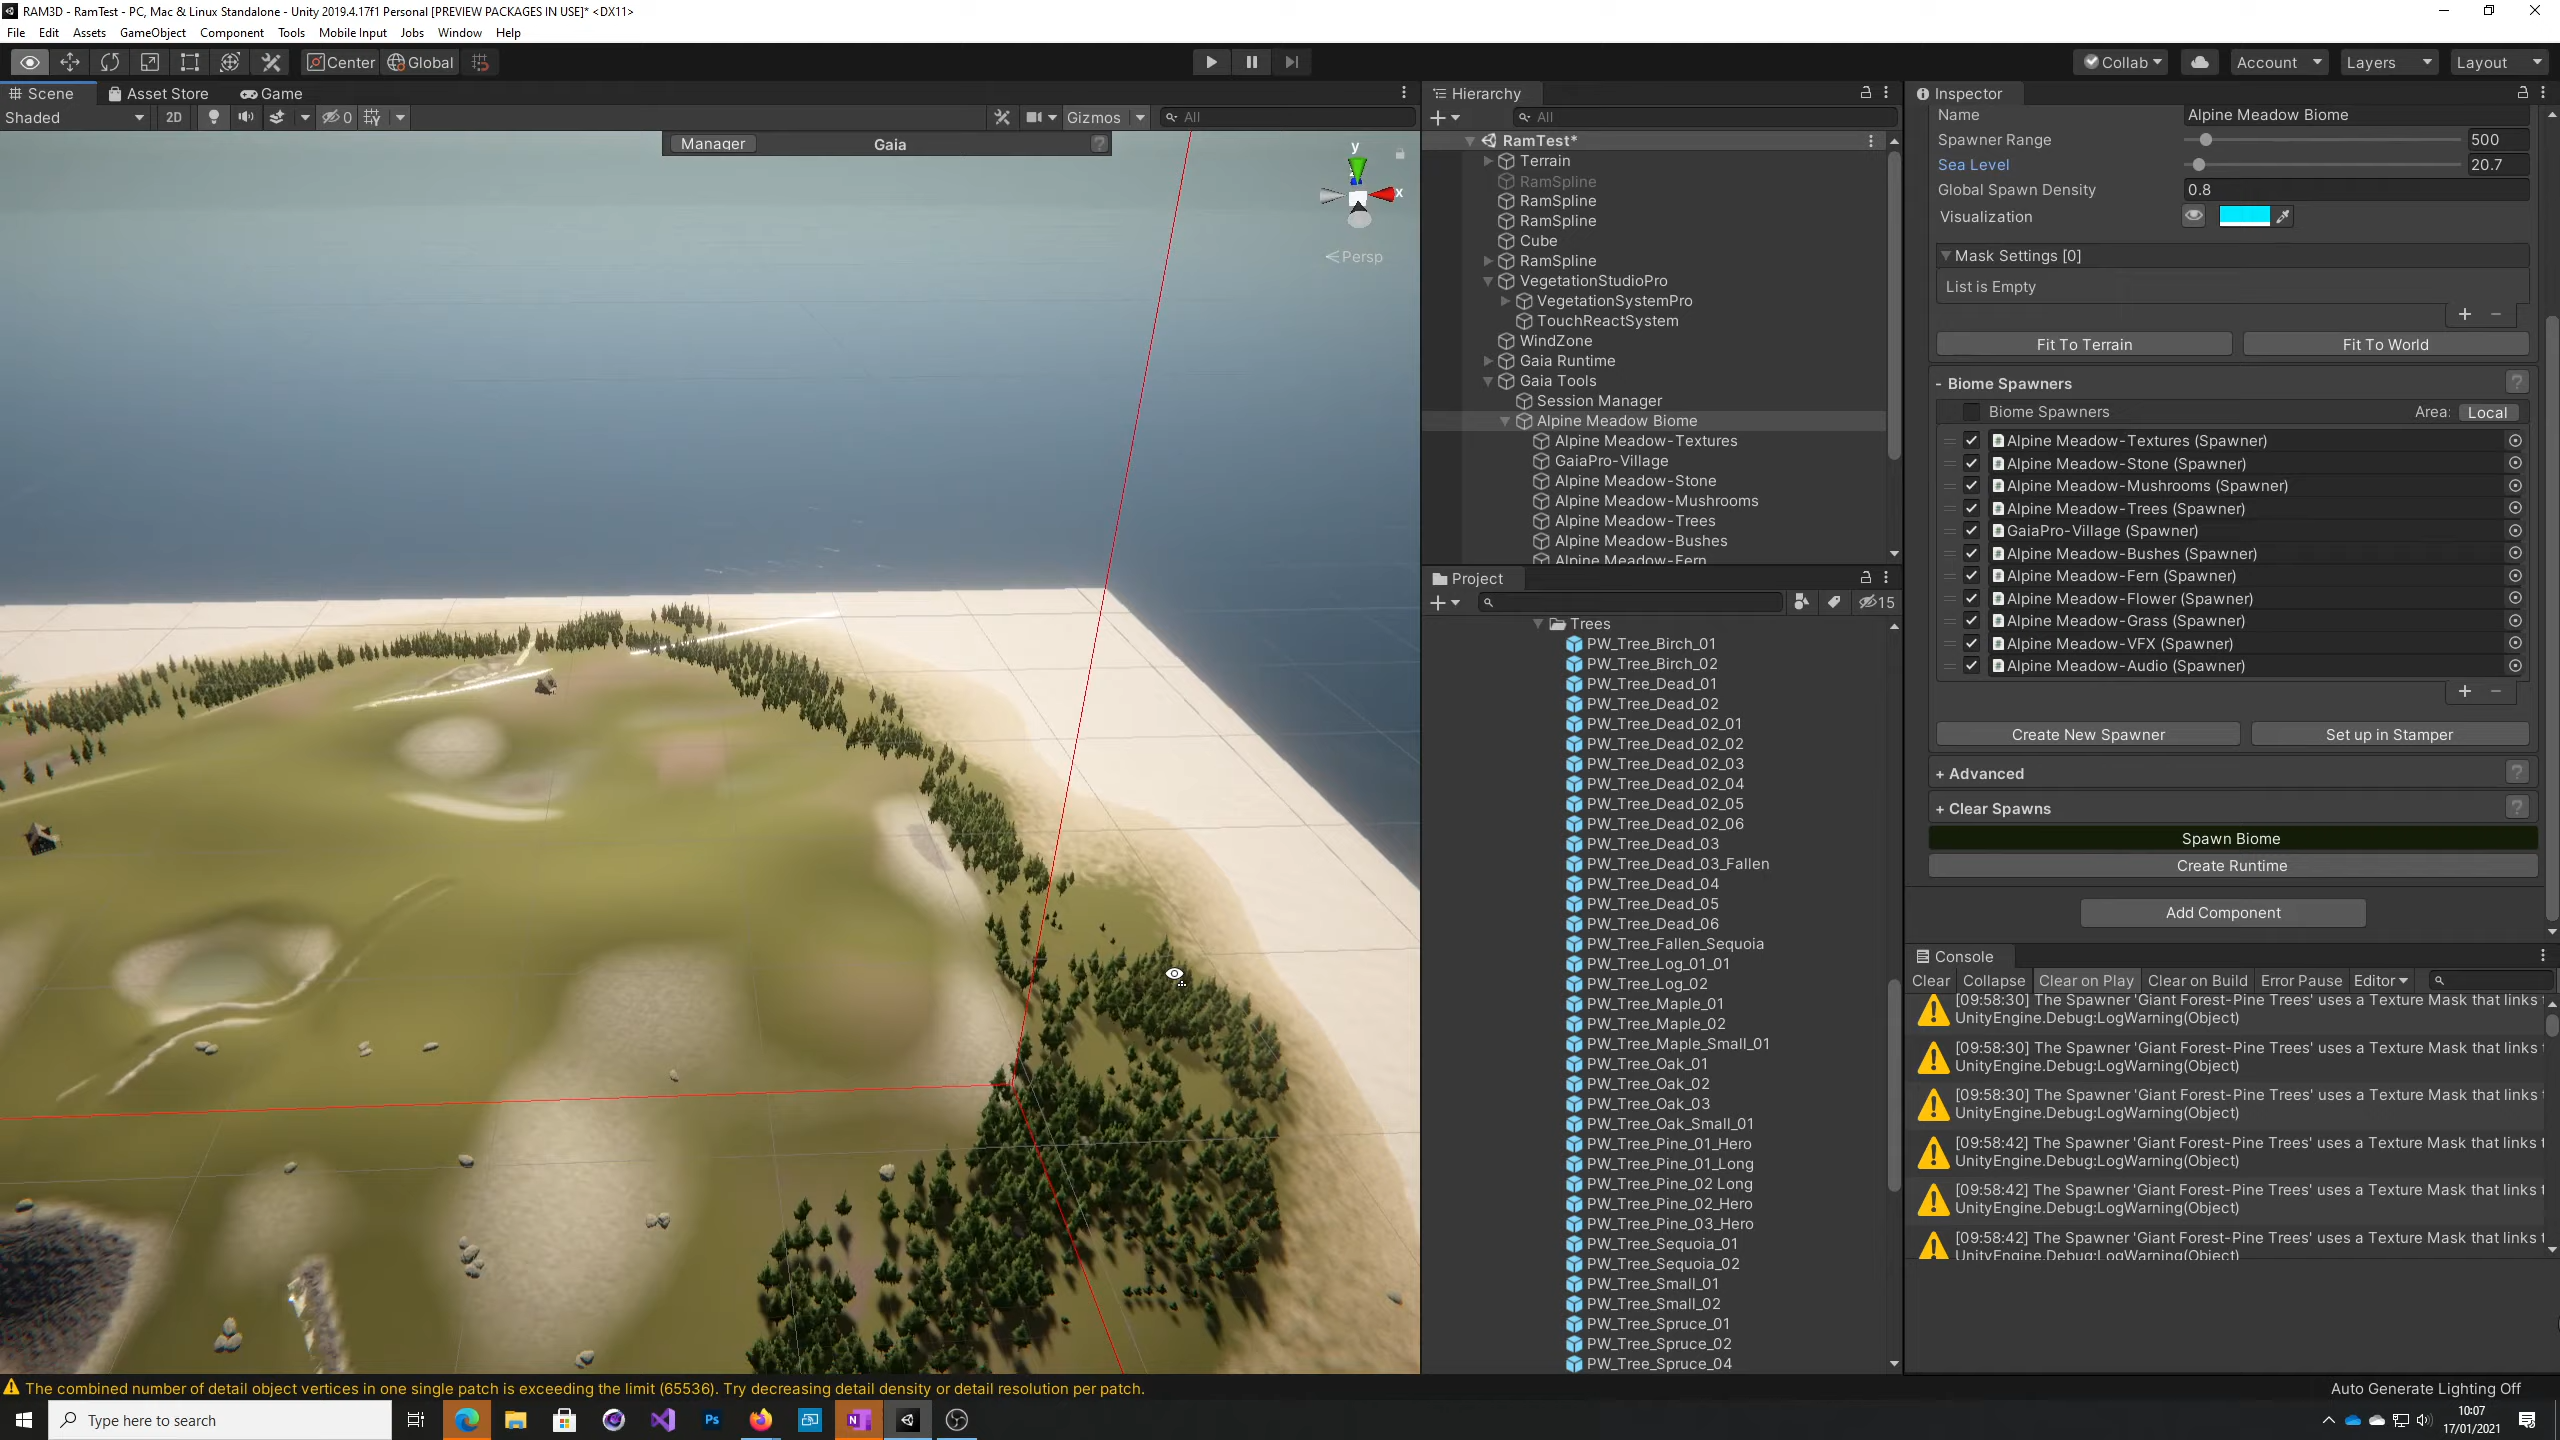 RAM3D - RamTest - PC, Mac & Linux Standalone - Unity 2019.4.17f1 Personal [PREVIEW PACKAGES IN USE]* <DX11>
File Edit Assets GameObject Component Tools Mobile Input Jobs Window Help
Center Global Collab Account Layers Layout
Scene Asset Store Game
Shaded 2D 0 Gizmos All
Manager Gaia ?
y
x
Persp
Hierarchy
All
RamTest*
Terrain
RamSpline
RamSpline
RamSpline
Cube
RamSpline
VegetationStudioPro
VegetationSystemPro
TouchReactSystem
WindZone
Gaia Runtime
Gaia Tools
Session Manager
Alpine Meadow Biome
Alpine Meadow-Textures
GaiaPro-Village
Alpine Meadow-Stone
Alpine Meadow-Mushrooms
Alpine Meadow-Trees
Alpine Meadow-Bushes
Alpine Meadow-Fern
Project
15
Trees
PW_Tree_Birch_01
PW_Tree_Birch_02
PW_Tree_Dead_01
PW_Tree_Dead_02
PW_Tree_Dead_02_01
PW_Tree_Dead_02_02
PW_Tree_Dead_02_03
PW_Tree_Dead_02_04
PW_Tree_Dead_02_05
PW_Tree_Dead_02_06
PW_Tree_Dead_03
PW_Tree_Dead_03_Fallen
PW_Tree_Dead_04
PW_Tree_Dead_05
PW_Tree_Dead_06
PW_Tree_Fallen_Sequoia
PW_Tree_Log_01_01
PW_Tree_Log_02
PW_Tree_Maple_01
PW_Tree_Maple_02
PW_Tree_Maple_Small_01
PW_Tree_Oak_01
PW_Tree_Oak_02
PW_Tree_Oak_03
PW_Tree_Oak_Small_01
PW_Tree_Pine_01_Hero
PW_Tree_Pine_01_Long
PW_Tree_Pine_02 Long
PW_Tree_Pine_02_Hero
PW_Tree_Pine_03_Hero
PW_Tree_Sequoia_01
PW_Tree_Sequoia_02
PW_Tree_Small_01
PW_Tree_Small_02
PW_Tree_Spruce_01
PW_Tree_Spruce_02
PW_Tree_Spruce_04
Inspector
Name Alpine Meadow Biome
Spawner Range 500
Sea Level 20.7
Global Spawn Density 0.8
Visualization
Mask Settings [0]
List is Empty
+ −
Fit To Terrain Fit To World
- Biome Spawners ?
Biome Spawners Area: Local
Alpine Meadow-Textures (Spawner)
Alpine Meadow-Stone (Spawner)
Alpine Meadow-Mushrooms (Spawner)
Alpine Meadow-Trees (Spawner)
GaiaPro-Village (Spawner)
Alpine Meadow-Bushes (Spawner)
Alpine Meadow-Fern (Spawner)
Alpine Meadow-Flower (Spawner)
Alpine Meadow-Grass (Spawner)
Alpine Meadow-VFX (Spawner)
Alpine Meadow-Audio (Spawner)
+ −
Create New Spawner Set up in Stamper
+ Advanced ?
+ Clear Spawns ?
Spawn Biome
Create Runtime
Add Component
Console
Clear Collapse Clear on Play Clear on Build Error Pause Editor
[09:58:30] The Spawner 'Giant Forest-Pine Trees' uses a Texture Mask that links t
UnityEngine.Debug:LogWarning(Object)
[09:58:30] The Spawner 'Giant Forest-Pine Trees' uses a Texture Mask that links t
UnityEngine.Debug:LogWarning(Object)
[09:58:30] The Spawner 'Giant Forest-Pine Trees' uses a Texture Mask that links t
UnityEngine.Debug:LogWarning(Object)
[09:58:42] The Spawner 'Giant Forest-Pine Trees' uses a Texture Mask that links t
UnityEngine.Debug:LogWarning(Object)
[09:58:42] The Spawner 'Giant Forest-Pine Trees' uses a Texture Mask that links t
UnityEngine.Debug:LogWarning(Object)
[09:58:42] The Spawner 'Giant Forest-Pine Trees' uses a Texture Mask that links t
UnityEngine.Debug:LogWarning(Object)
The combined number of detail object vertices in one single patch is exceeding the limit (65536). Try decreasing detail density or detail resolution per patch.
Auto Generate Lighting Off
Type here to search
Ps
N
10:07
17/01/2021